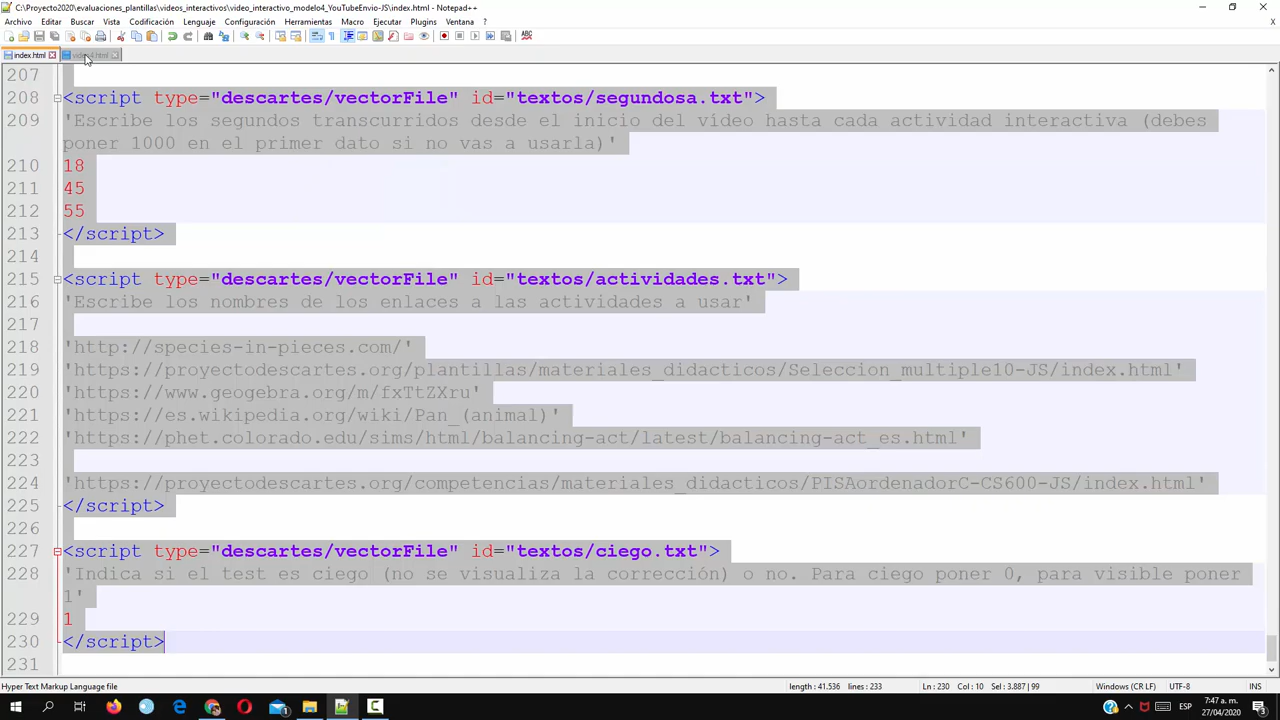 C:\Proyecto2020\evaluaciones_plantillas\videos_interactivos\video_interactivo_modelo4_YouTubeEnvio-JS\index.html - Notepad++
Archivo Editar Buscar Vista Codificación Lenguaje Configuración Herramientas Macro Ejecutar Plugins Ventana ?
index.html
207
208 <script type="descartes/vectorFile" id="textos/segundosa.txt">
209 'Escribe los segundos transcurridos desde el inicio del vídeo hasta cada actividad interactiva (debes
poner 1000 en el primer dato si no vas a usarla)'
210 18
211 45
212 55
213 </script>
214
215 <script type="descartes/vectorFile" id="textos/actividades.txt">
216 'Escribe los nombres de los enlaces a las actividades a usar'
217
218 'http://species-in-pieces.com/'
219 'https://proyectodescartes.org/plantillas/materiales_didacticos/Seleccion_multiple10-JS/index.html'
220 'https://www.geogebra.org/m/fxTtZXru'
221 'https://es.wikipedia.org/wiki/Pan_(animal)'
222 'https://phet.colorado.edu/sims/html/balancing-act/latest/balancing-act_es.html'
223
224 'https://proyectodescartes.org/competencias/materiales_didacticos/PISAordenadorC-CS600-JS/index.html'
225 </script>
226
227 <script type="descartes/vectorFile" id="textos/ciego.txt">
228 'Indica si el test es ciego (no se visualiza la corrección) o no. Para ciego poner 0, para visible poner
1'
229 1
230 </script>
231
Hyper Text Markup Language file length : 41.536 lines : 233 Ln : 230 Col : 10 Sel : 3.887 | 99 Windows (CR LF) UTF-8 INS
ESP 7:47 a. m.
27/04/2020